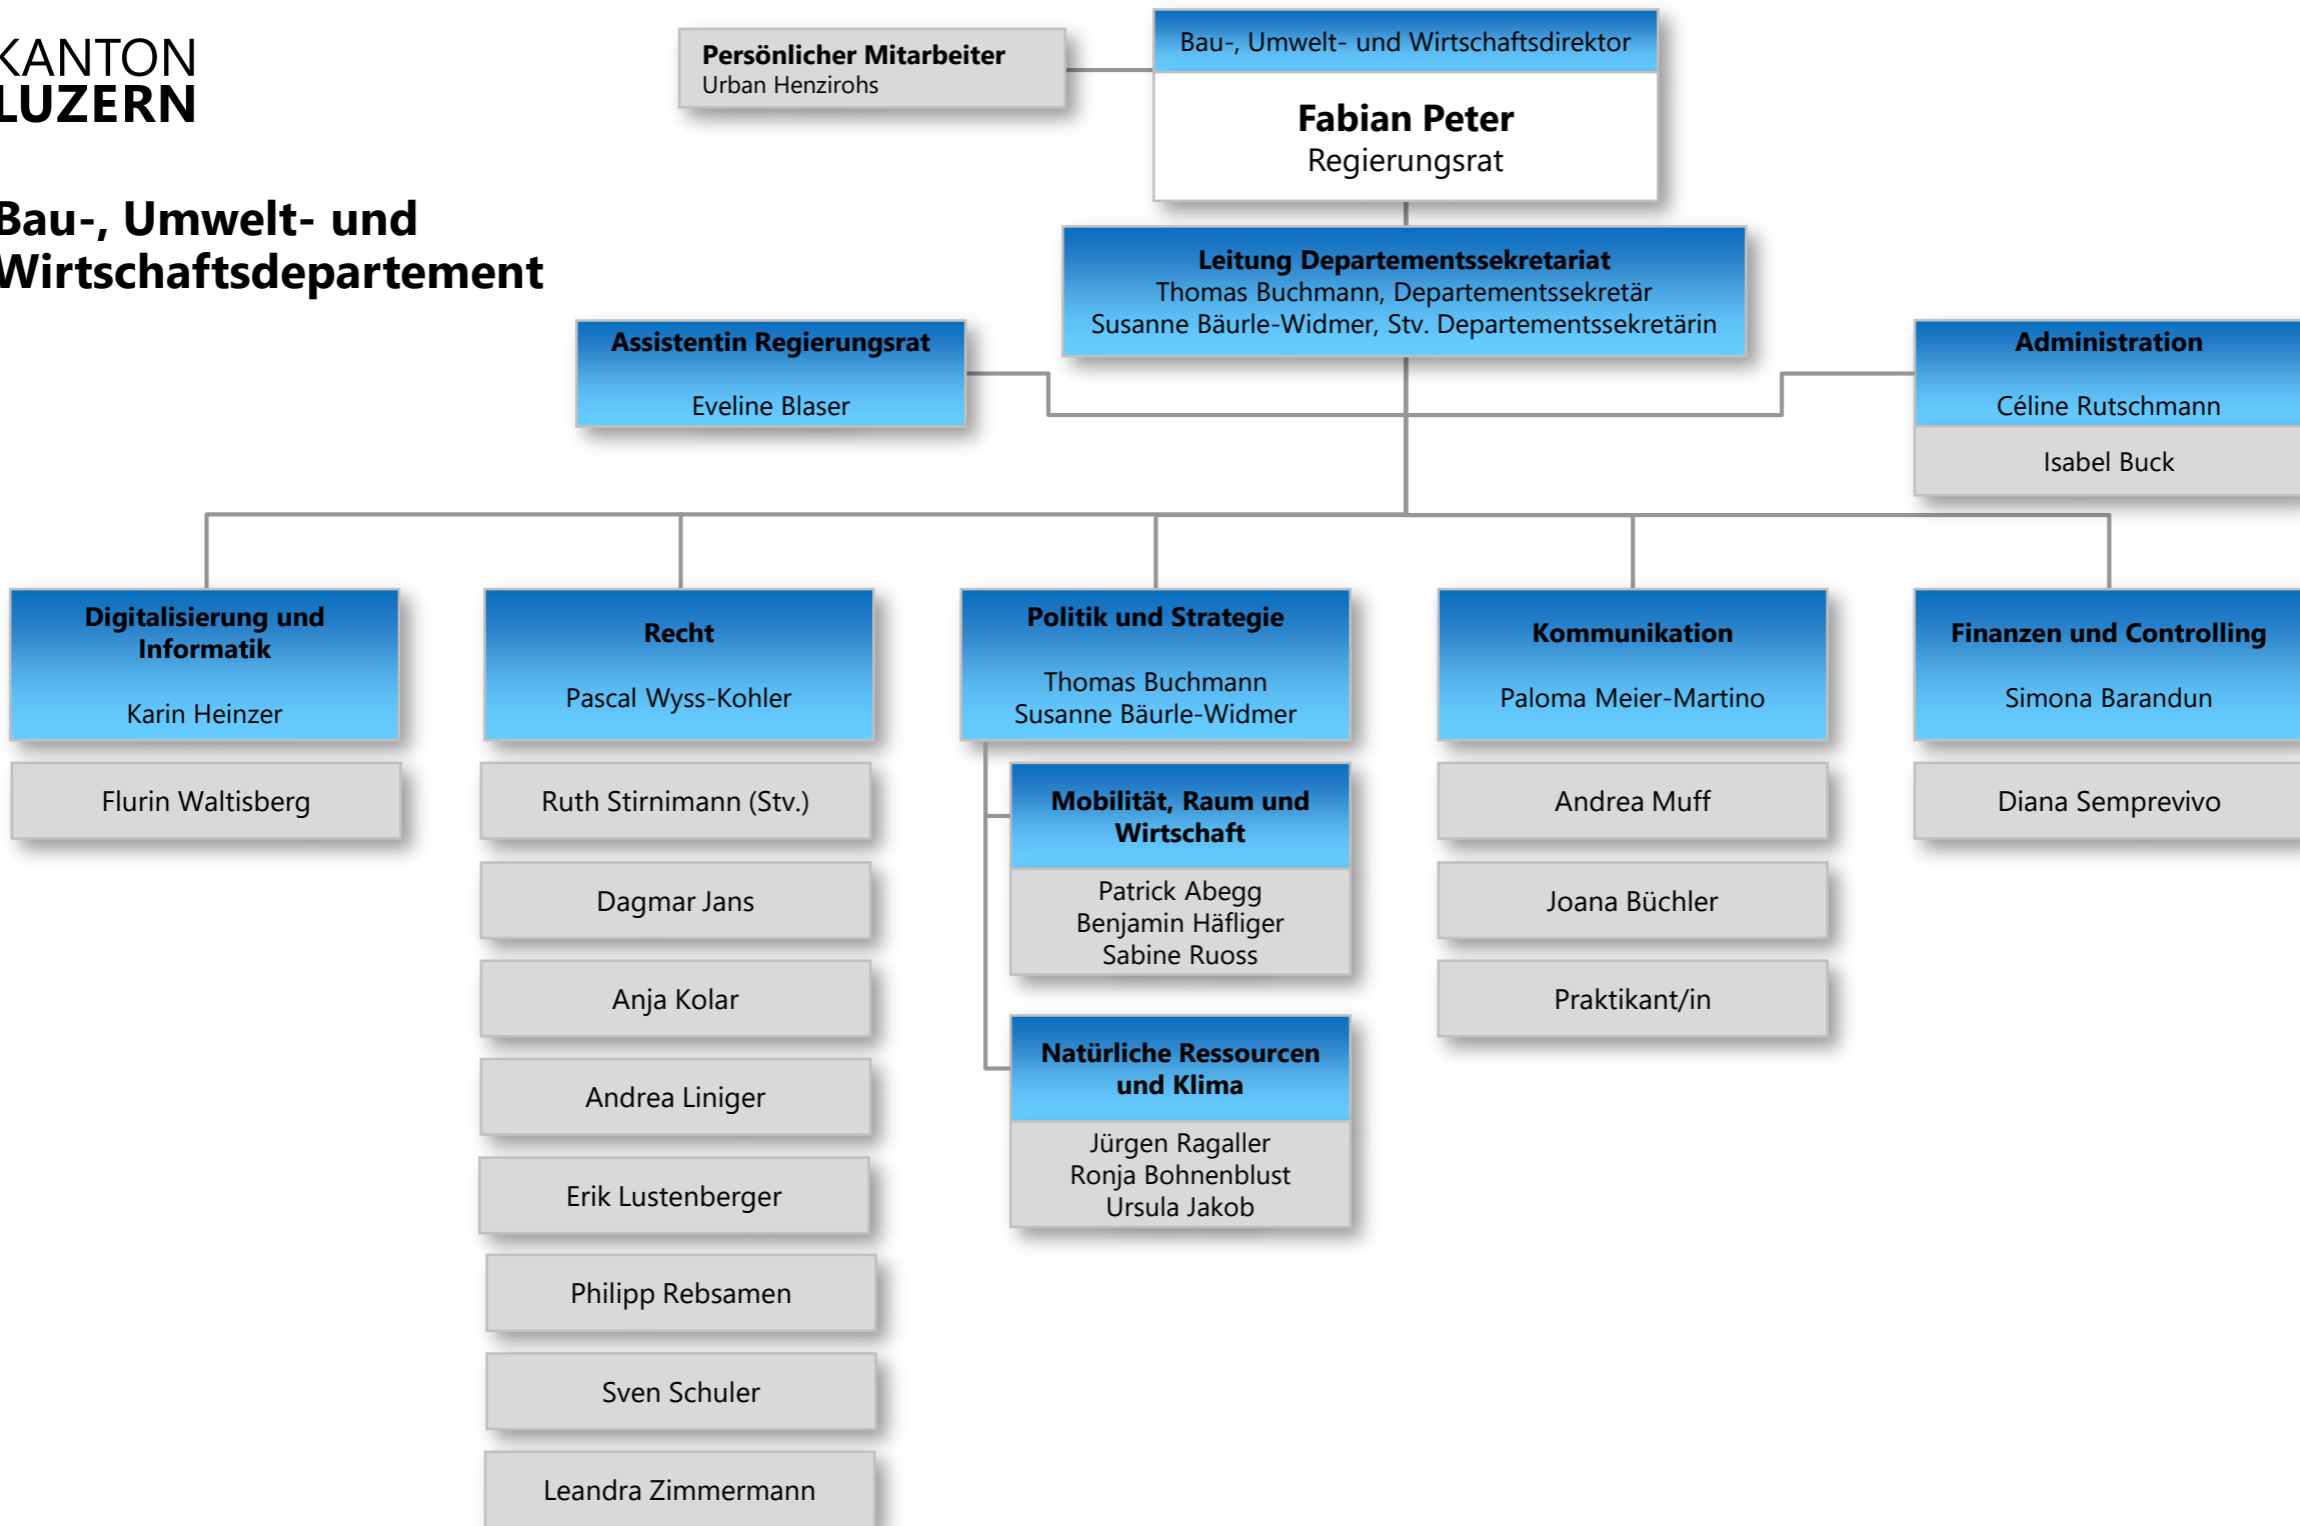 KANTON
LUZERN
Bau-, Umwelt- und
Wirtschaftsdepartement
Persönlicher Mitarbeiter
Urban Henzirohs
Bau-, Umwelt- und Wirtschaftsdirektor
Fabian Peter
Regierungsrat
Leitung Departementssekretariat
Thomas Buchmann, Departementssekretär
Susanne Bäurle-Widmer, Stv. Departementssekretärin
Assistentin Regierungsrat
Eveline Blaser
Administration
Céline Rutschmann
Isabel Buck
Digitalisierung und
Informatik
Karin Heinzer
Flurin Waltisberg
Recht
Pascal Wyss-Kohler
Ruth Stirnimann (Stv.)
Dagmar Jans
Anja Kolar
Andrea Liniger
Erik Lustenberger
Philipp Rebsamen
Sven Schuler
Leandra Zimmermann
Politik und Strategie
Thomas Buchmann
Susanne Bäurle-Widmer
Mobilität, Raum und
Wirtschaft
Patrick Abegg
Benjamin Häfliger
Sabine Ruoss
Natürliche Ressourcen
und Klima
Jürgen Ragaller
Ronja Bohnenblust
Ursula Jakob
Kommunikation
Paloma Meier-Martino
Andrea Muff
Joana Büchler
Praktikant/in
Finanzen und Controlling
Simona Barandun
Diana Semprevivo